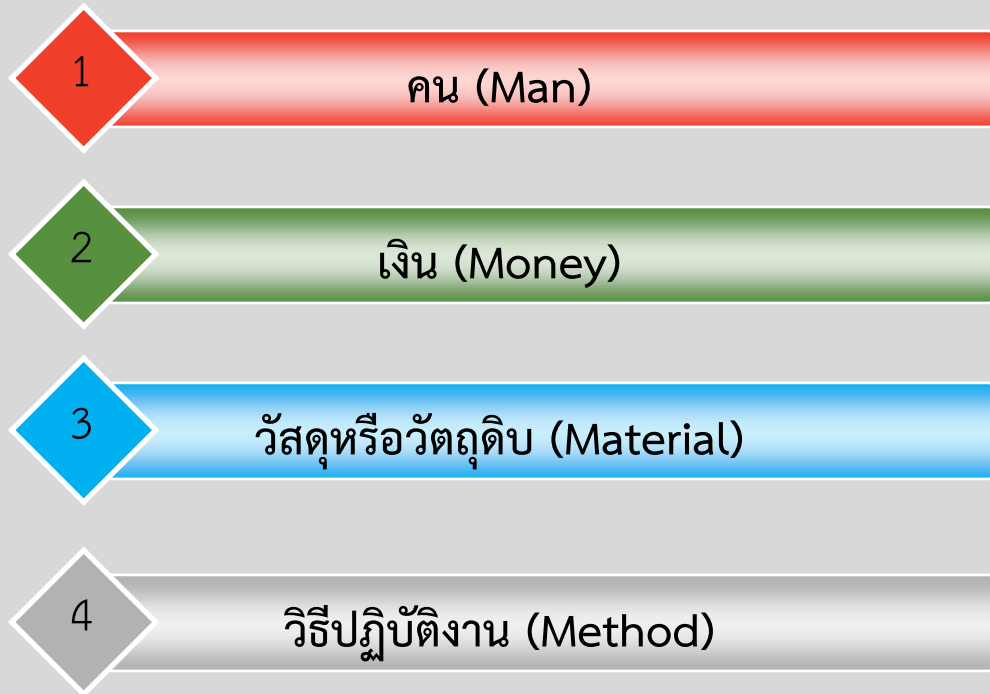 1
คน (Man)
2
เงิน (Money)
3
วัสดุหรือวัตถุดิบ (Material)
4
วิธีปฏิบัติงาน (Method)